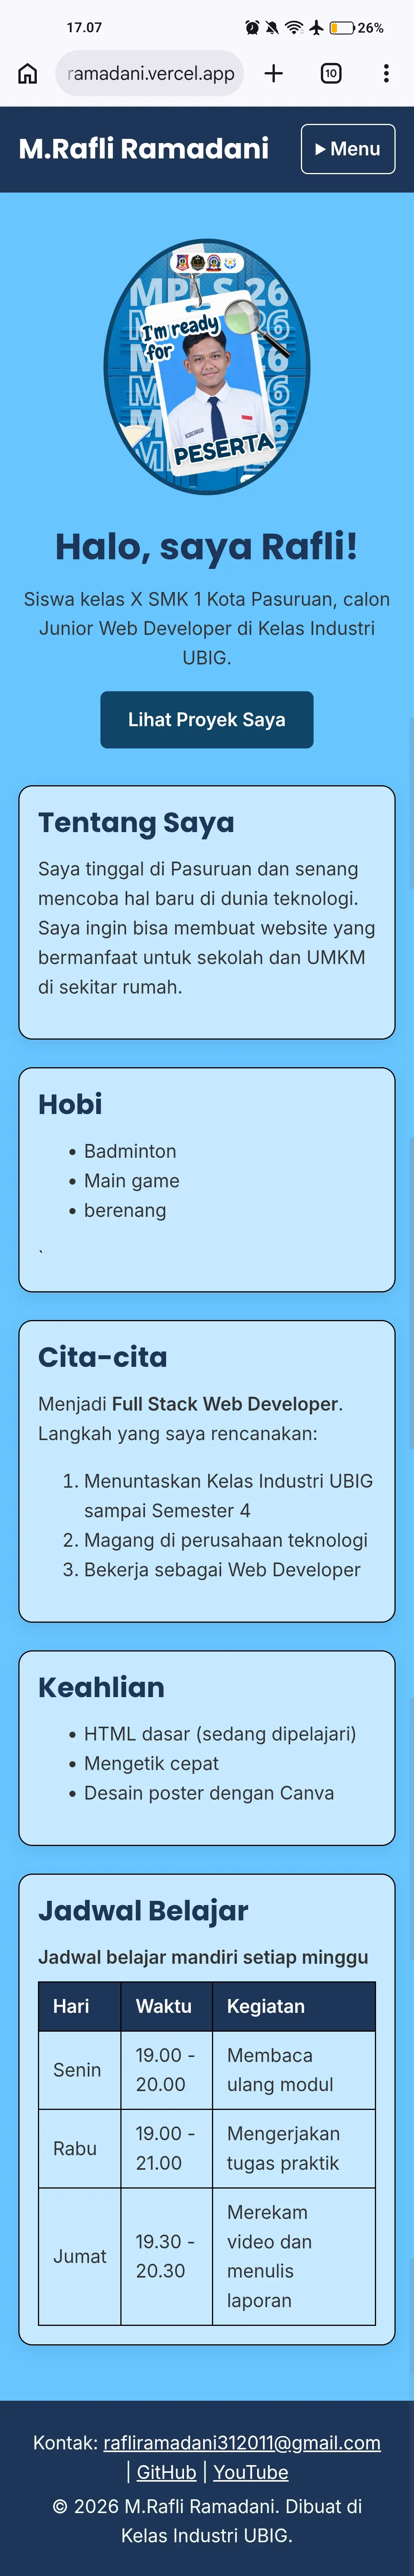 17.07
26%
ramadani.vercel.app
10
M.Rafli Ramadani
Menu
MPLS 26
I'm ready
for
PESERTA
Halo, saya Rafli!
Siswa kelas X SMK 1 Kota Pasuruan, calon
Junior Web Developer di Kelas Industri
UBIG.
Lihat Proyek Saya
Tentang Saya
Saya tinggal di Pasuruan dan senang
mencoba hal baru di dunia teknologi.
Saya ingin bisa membuat website yang
bermanfaat untuk sekolah dan UMKM
di sekitar rumah.
Hobi
• Badminton
• Main game
• berenang
`
Cita-cita
Menjadi Full Stack Web Developer.
Langkah yang saya rencanakan:
1. Menuntaskan Kelas Industri UBIG
sampai Semester 4
2. Magang di perusahaan teknologi
3. Bekerja sebagai Web Developer
Keahlian
• HTML dasar (sedang dipelajari)
• Mengetik cepat
• Desain poster dengan Canva
Jadwal Belajar
Jadwal belajar mandiri setiap minggu
Hari Waktu Kegiatan
Senin 19.00 - 20.00 Membaca ulang modul
Rabu 19.00 - 21.00 Mengerjakan tugas praktik
Jumat 19.30 - 20.30 Merekam video dan menulis laporan
Kontak: rafliramadani312011@gmail.com
| GitHub | YouTube
© 2026 M.Rafli Ramadani. Dibuat di
Kelas Industri UBIG.